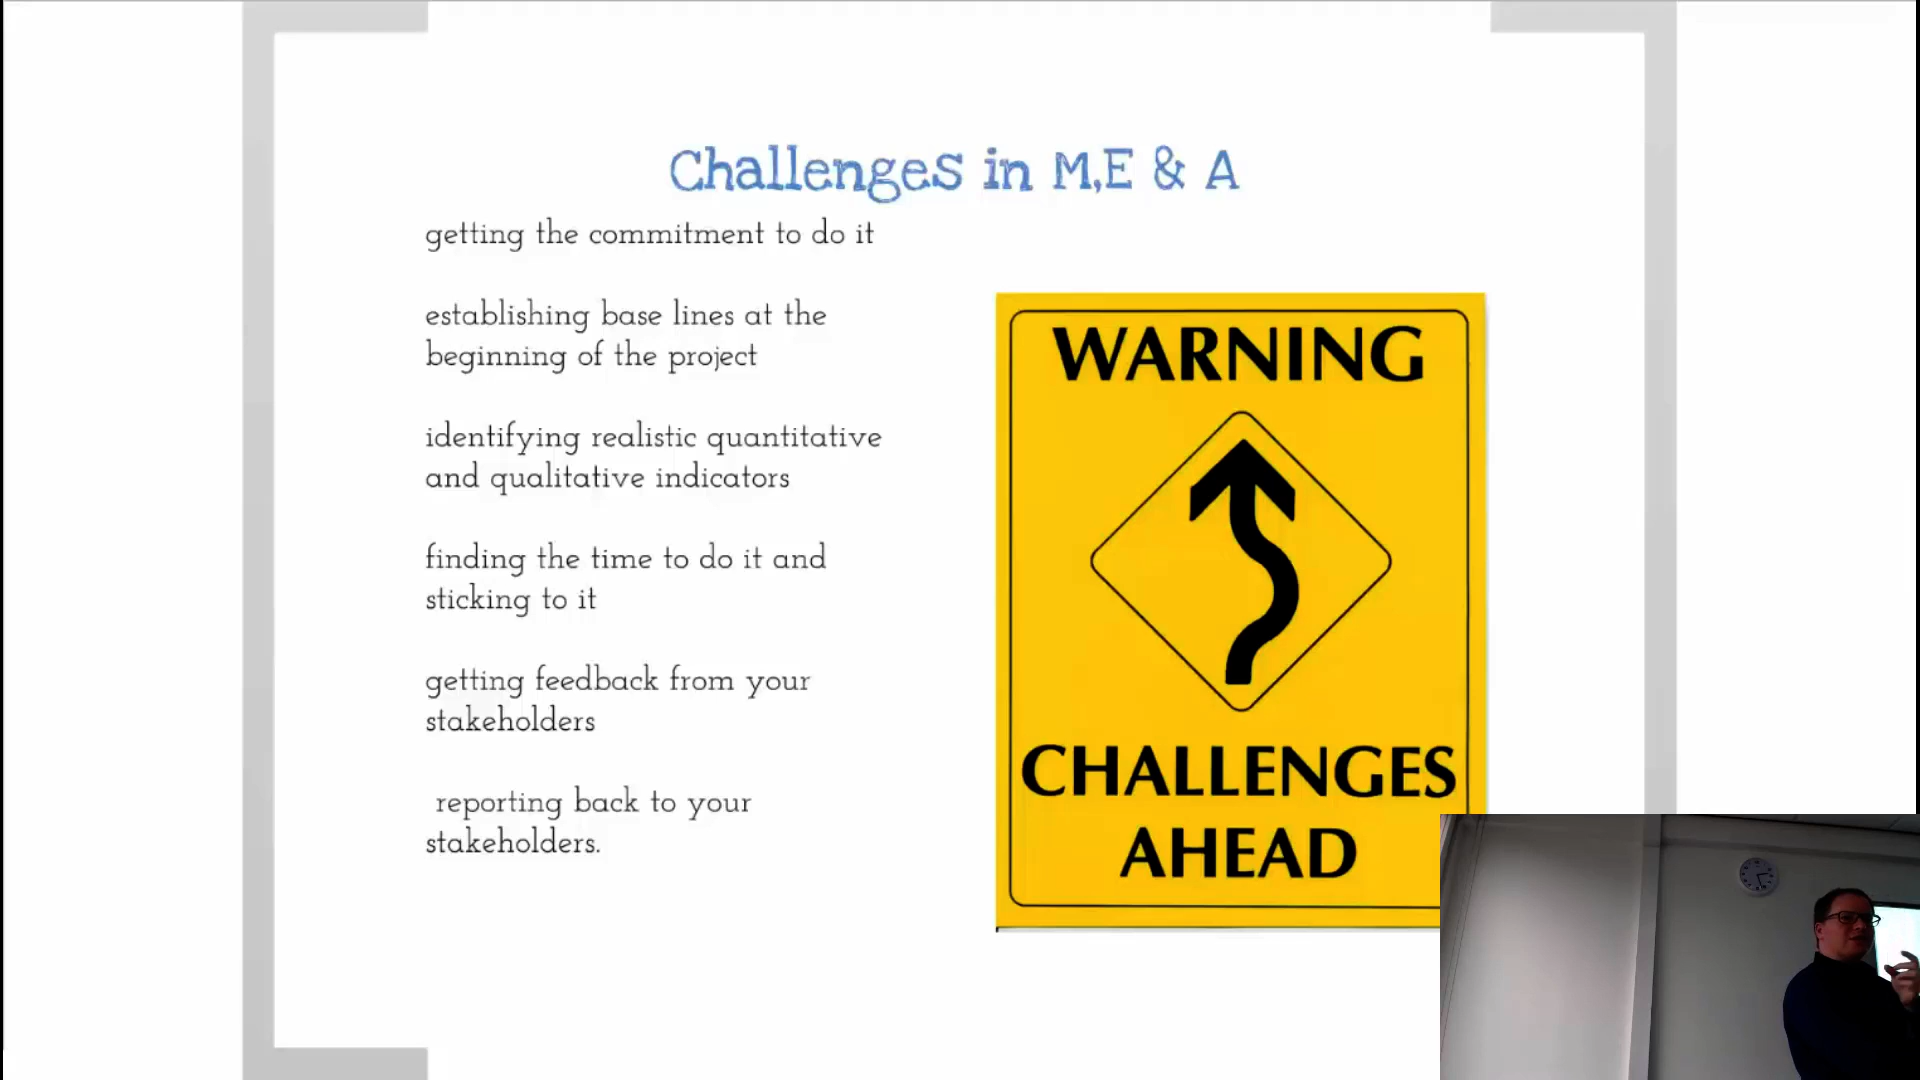 Challenges in M,E & A
getting the commitment to do it
establishing base lines at the
beginning of the project
identifying realistic quantitative
and qualitative indicators
finding the time to do it and
sticking to it
getting feedback from your
stakeholders
reporting back to your
stakeholders.
WARNING
CHALLENGES
AHEAD